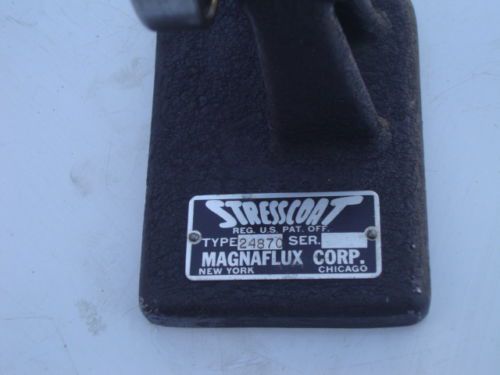 STRESSCOAT
REG. U.S. PAT. OFF.
TYPE 24870 SER.
MAGNAFLUX CORP.
NEW YORK CHICAGO